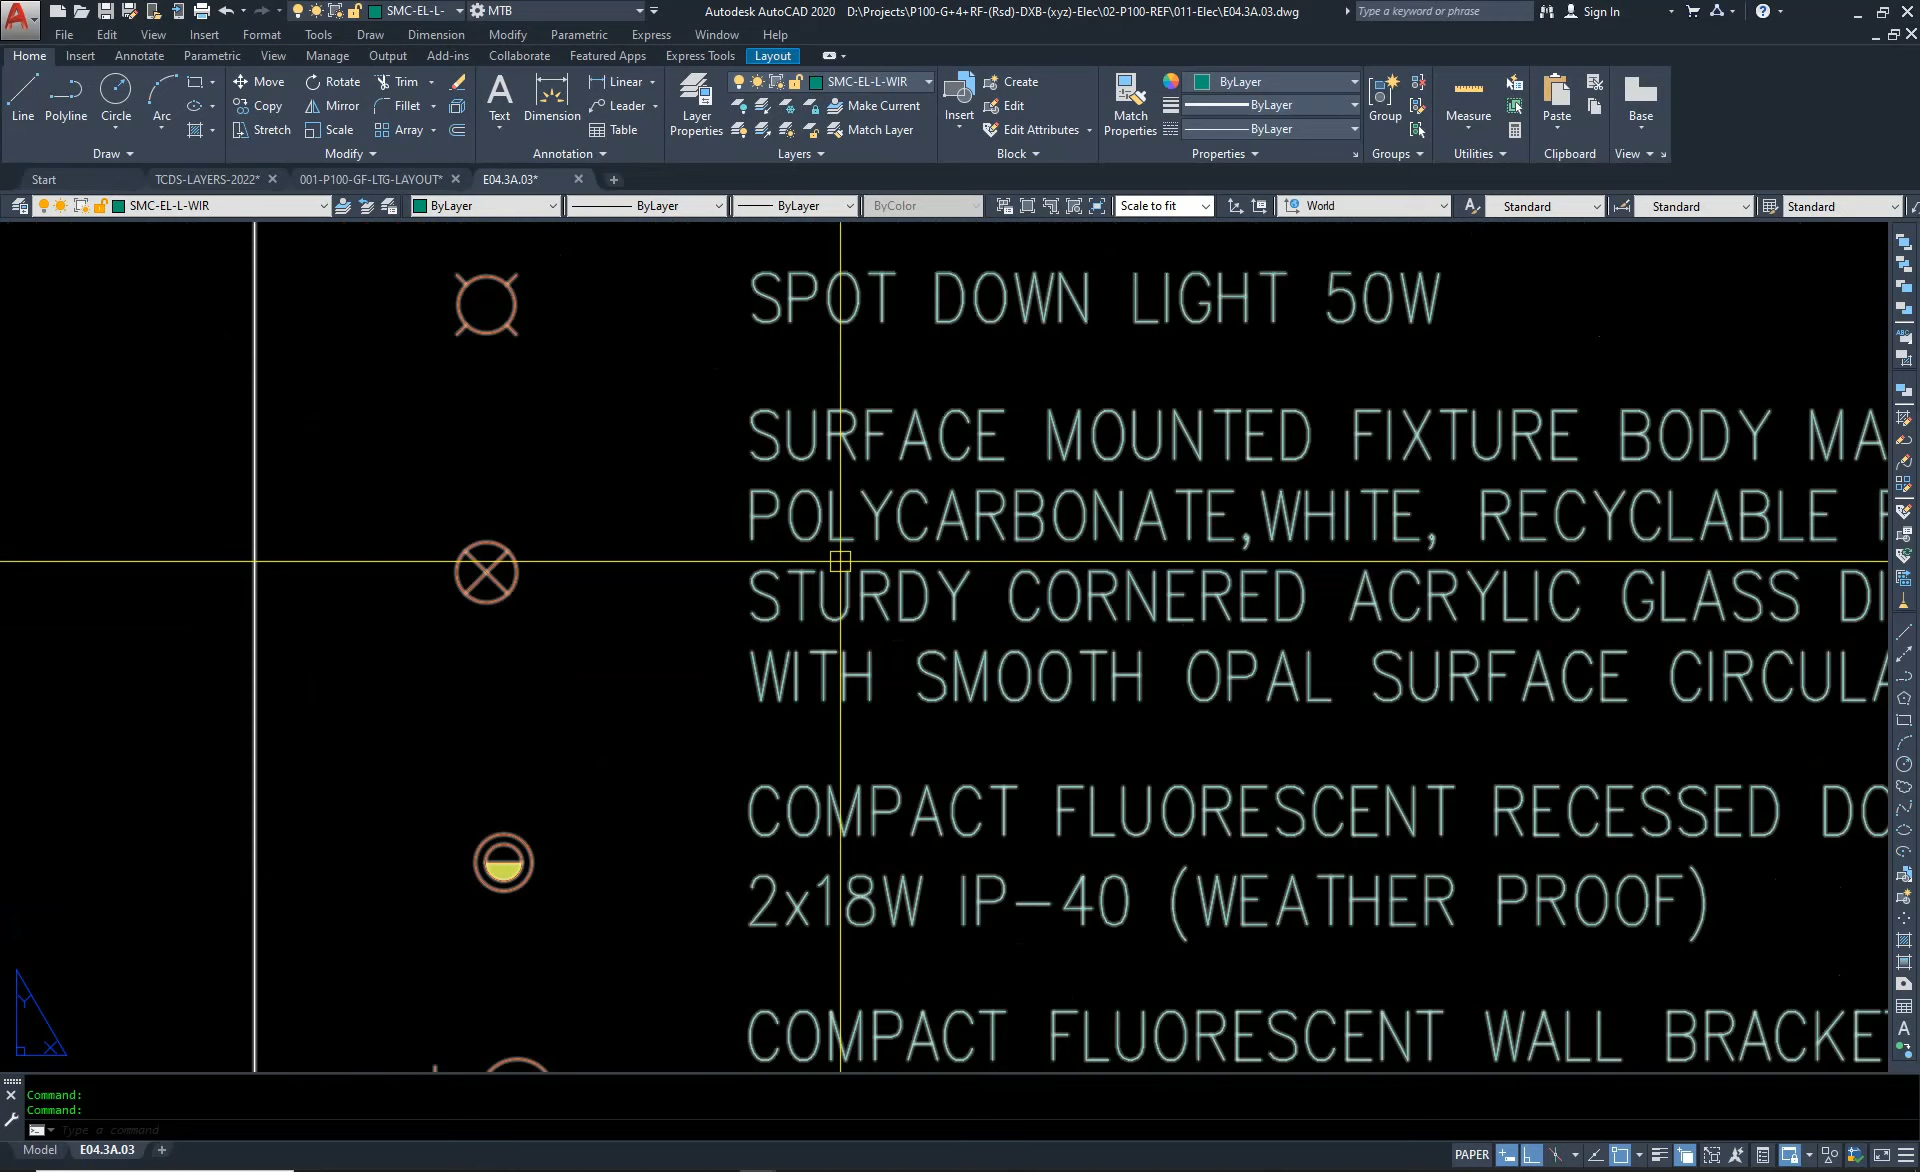 SMC-EL-L-
MTB
Autodesk AutoCAD 2020 D:\Projects\P100-G+4+RF-(Rsd)-DXB-(xyz)-Elec\02-P100-REF\011-Elec\E04.3A.03.dwg
Type a keyword or phrase
Sign In
File Edit View Insert Format Tools Draw Dimension Modify Parametric Express Window Help
Home Insert Annotate Parametric View Manage Output Add-ins Collaborate Featured Apps Express Tools Layout
Line Polyline Circle Arc
Move Rotate Trim
Copy Mirror Fillet
Stretch Scale Array
Text Dimension
Linear
Leader
Table
Layer Properties
SMC-EL-L-WIR
Make Current
Match Layer
Insert
Create
Edit
Edit Attributes
Match Properties
ByLayer
ByLayer
ByLayer
Group
Measure
Paste
Base
Draw Modify Annotation Layers Block Properties Groups Utilities Clipboard View
Start TCDS-LAYERS-2022* 001-P100-GF-LTG-LAYOUT* E04.3A.03*
SMC-EL-L-WIR ByLayer ByLayer ByLayer ByColor Scale to fit World Standard Standard Standard
SPOT DOWN LIGHT 50W
SURFACE MOUNTED FIXTURE BODY MA
POLYCARBONATE,WHITE, RECYCLABLE
STURDY CORNERED ACRYLIC GLASS DI
WITH SMOOTH OPAL SURFACE CIRCULA
COMPACT FLUORESCENT RECESSED DO
2x18W IP-40 (WEATHER PROOF)
COMPACT FLUORESCENT WALL BRACKET
Y
X
Command:
Command:
Type a command
Model E04.3A.03
PAPER